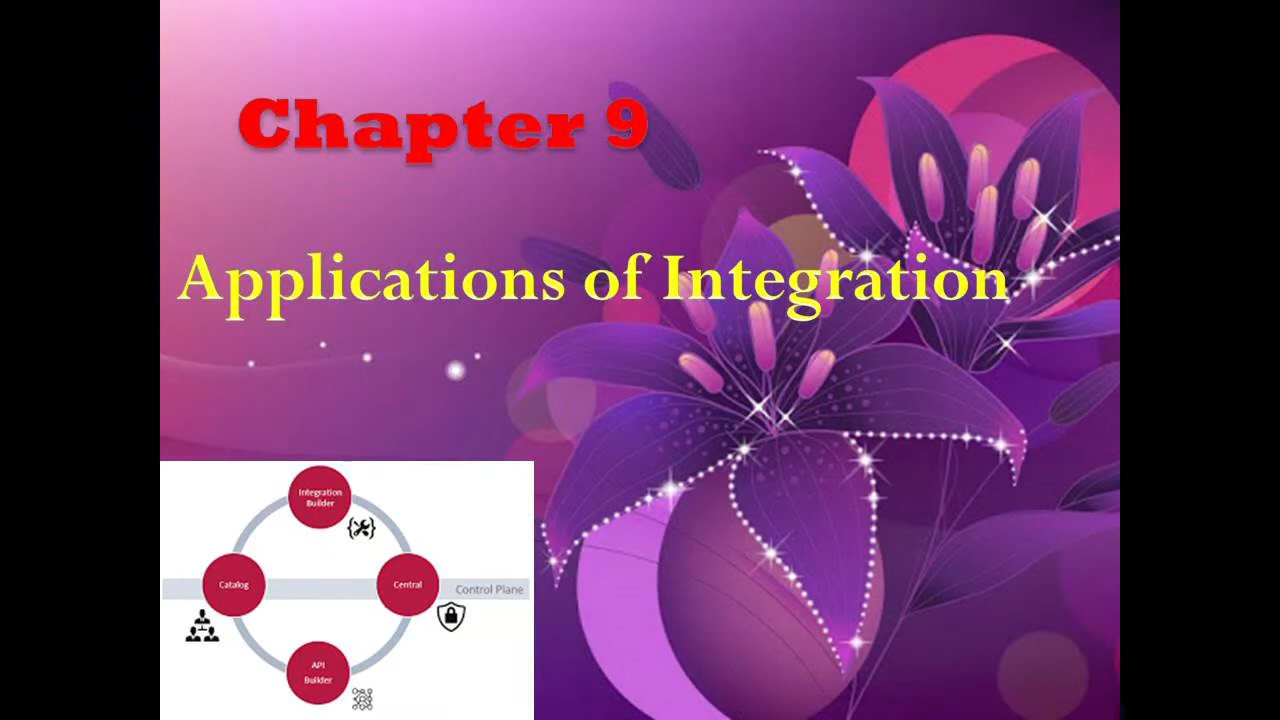 Chapter 9
Applications of Integration
Integration
Builder
Catalog
Central
Control Plane
API
Builder